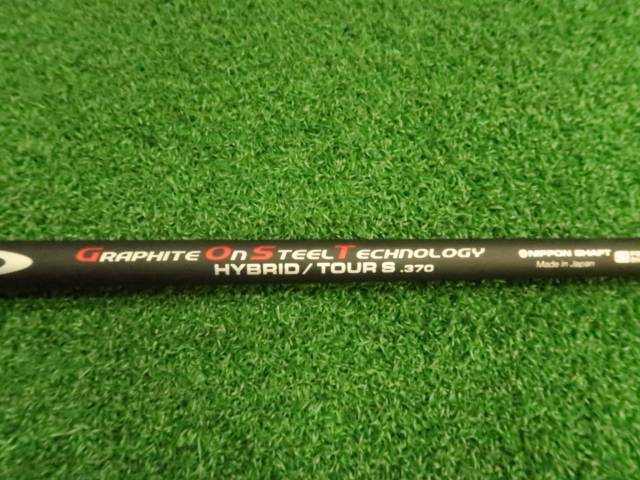 GRAPHITE ON STEEL TECHNOLOGY
HYBRID/TOUR S .370
NIPPON SHAFT
Made in Japan